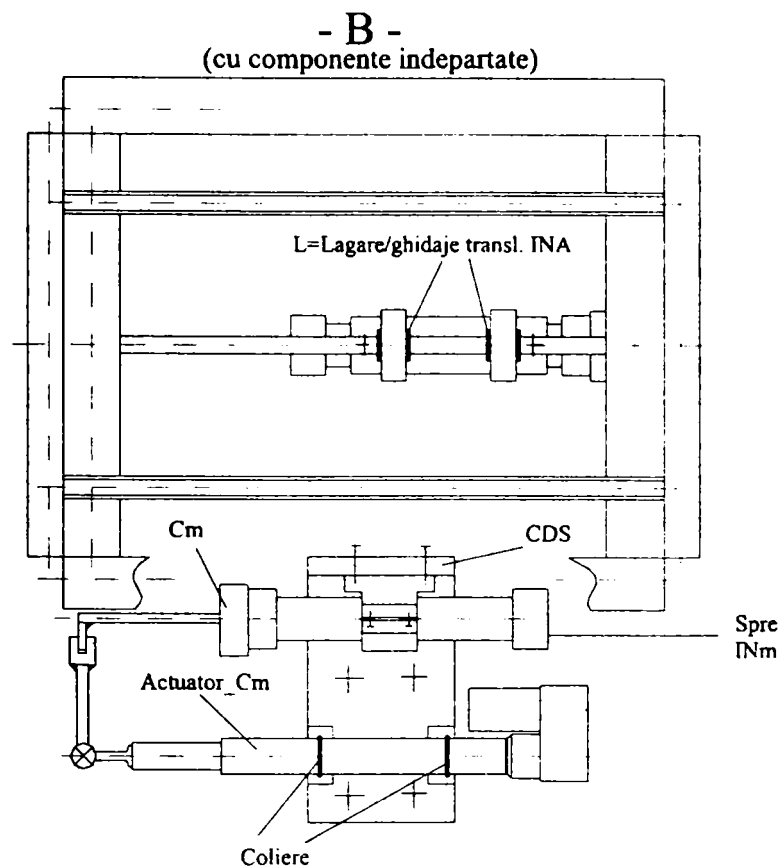 - B -
(cu componente indepartate)
L=Lagare/ghidaje transl. INA
Cm
CDS
Spre
INm
Actuator_Cm
Coliere